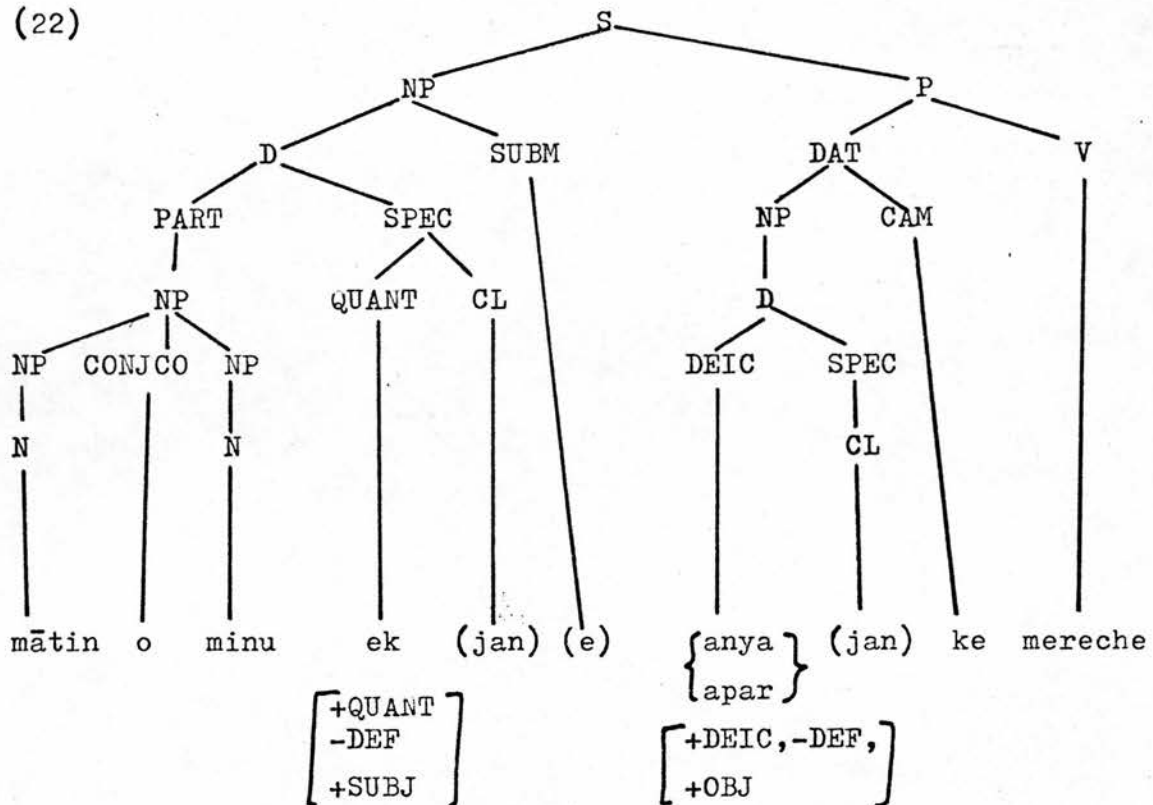 (22)
S
NP P
D SUBM DAT V
PART SPEC NP CAM
NP QUANT CL D
NP CONJCO NP DEIC SPEC
N N CL
mātin o minu ek (jan) (e) {anya (jan) ke mereche
apar}
[+QUANT [+DEIC, -DEF,
-DEF
+SUBJ] +OBJ]